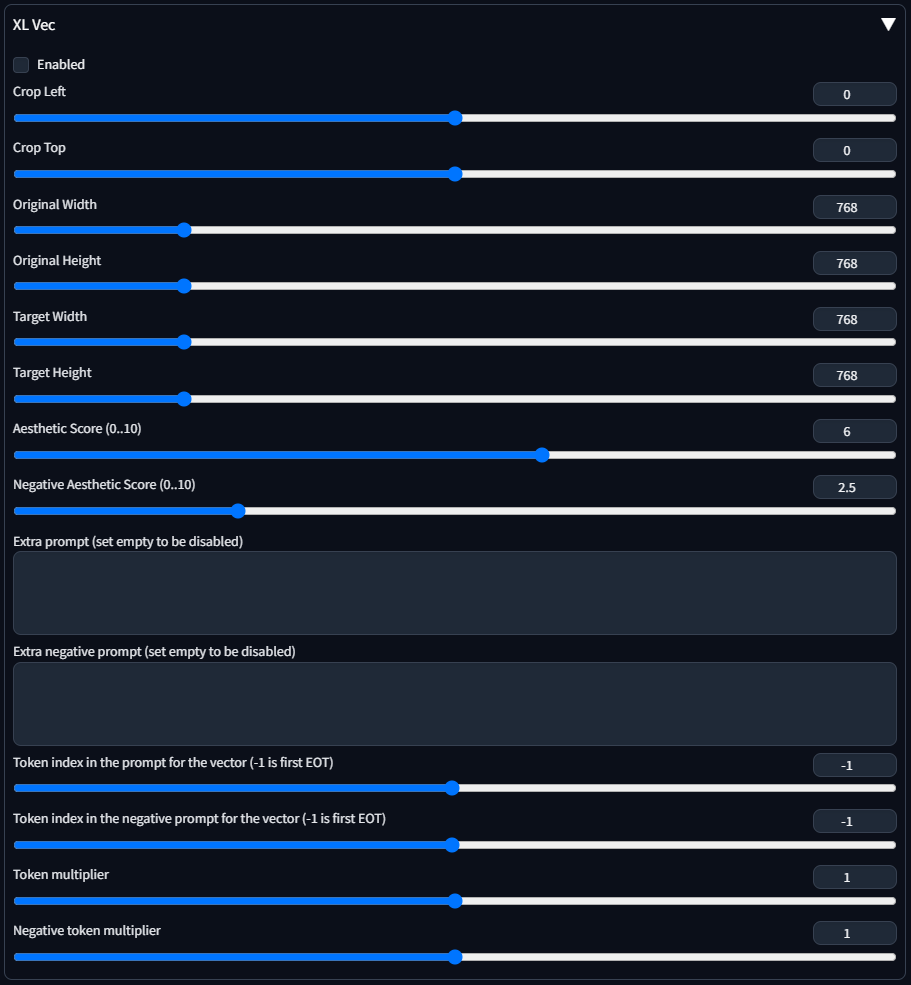 XL Vec
Enabled
Crop Left
0
Crop Top
0
Original Width
768
Original Height
768
Target Width
768
Target Height
768
Aesthetic Score (0..10)
6
Negative Aesthetic Score (0..10)
2.5
Extra prompt (set empty to be disabled)
Extra negative prompt (set empty to be disabled)
Token index in the prompt for the vector (-1 is first EOT)
-1
Token index in the negative prompt for the vector (-1 is first EOT)
-1
Token multiplier
1
Negative token multiplier
1